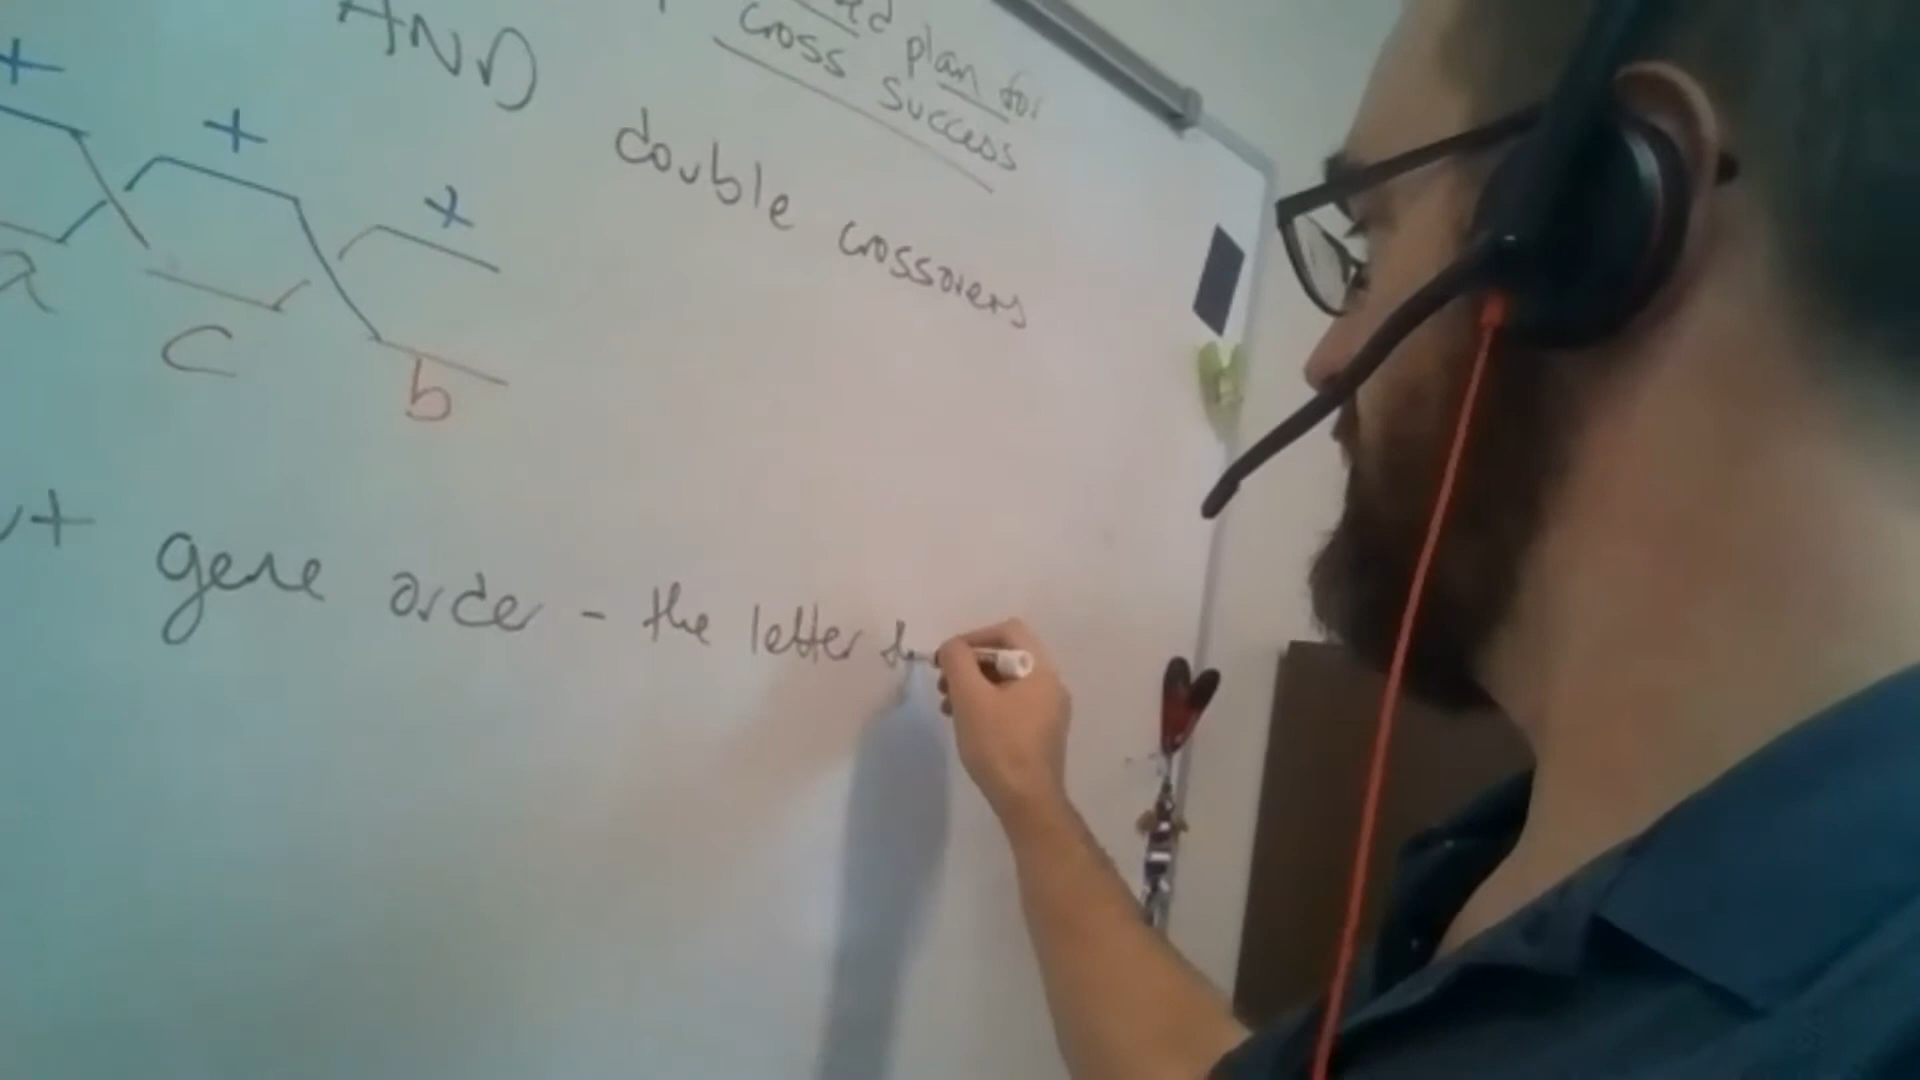 plan for
cross success
AND
double crossovers
+ + +
a c b
gene order - the letter